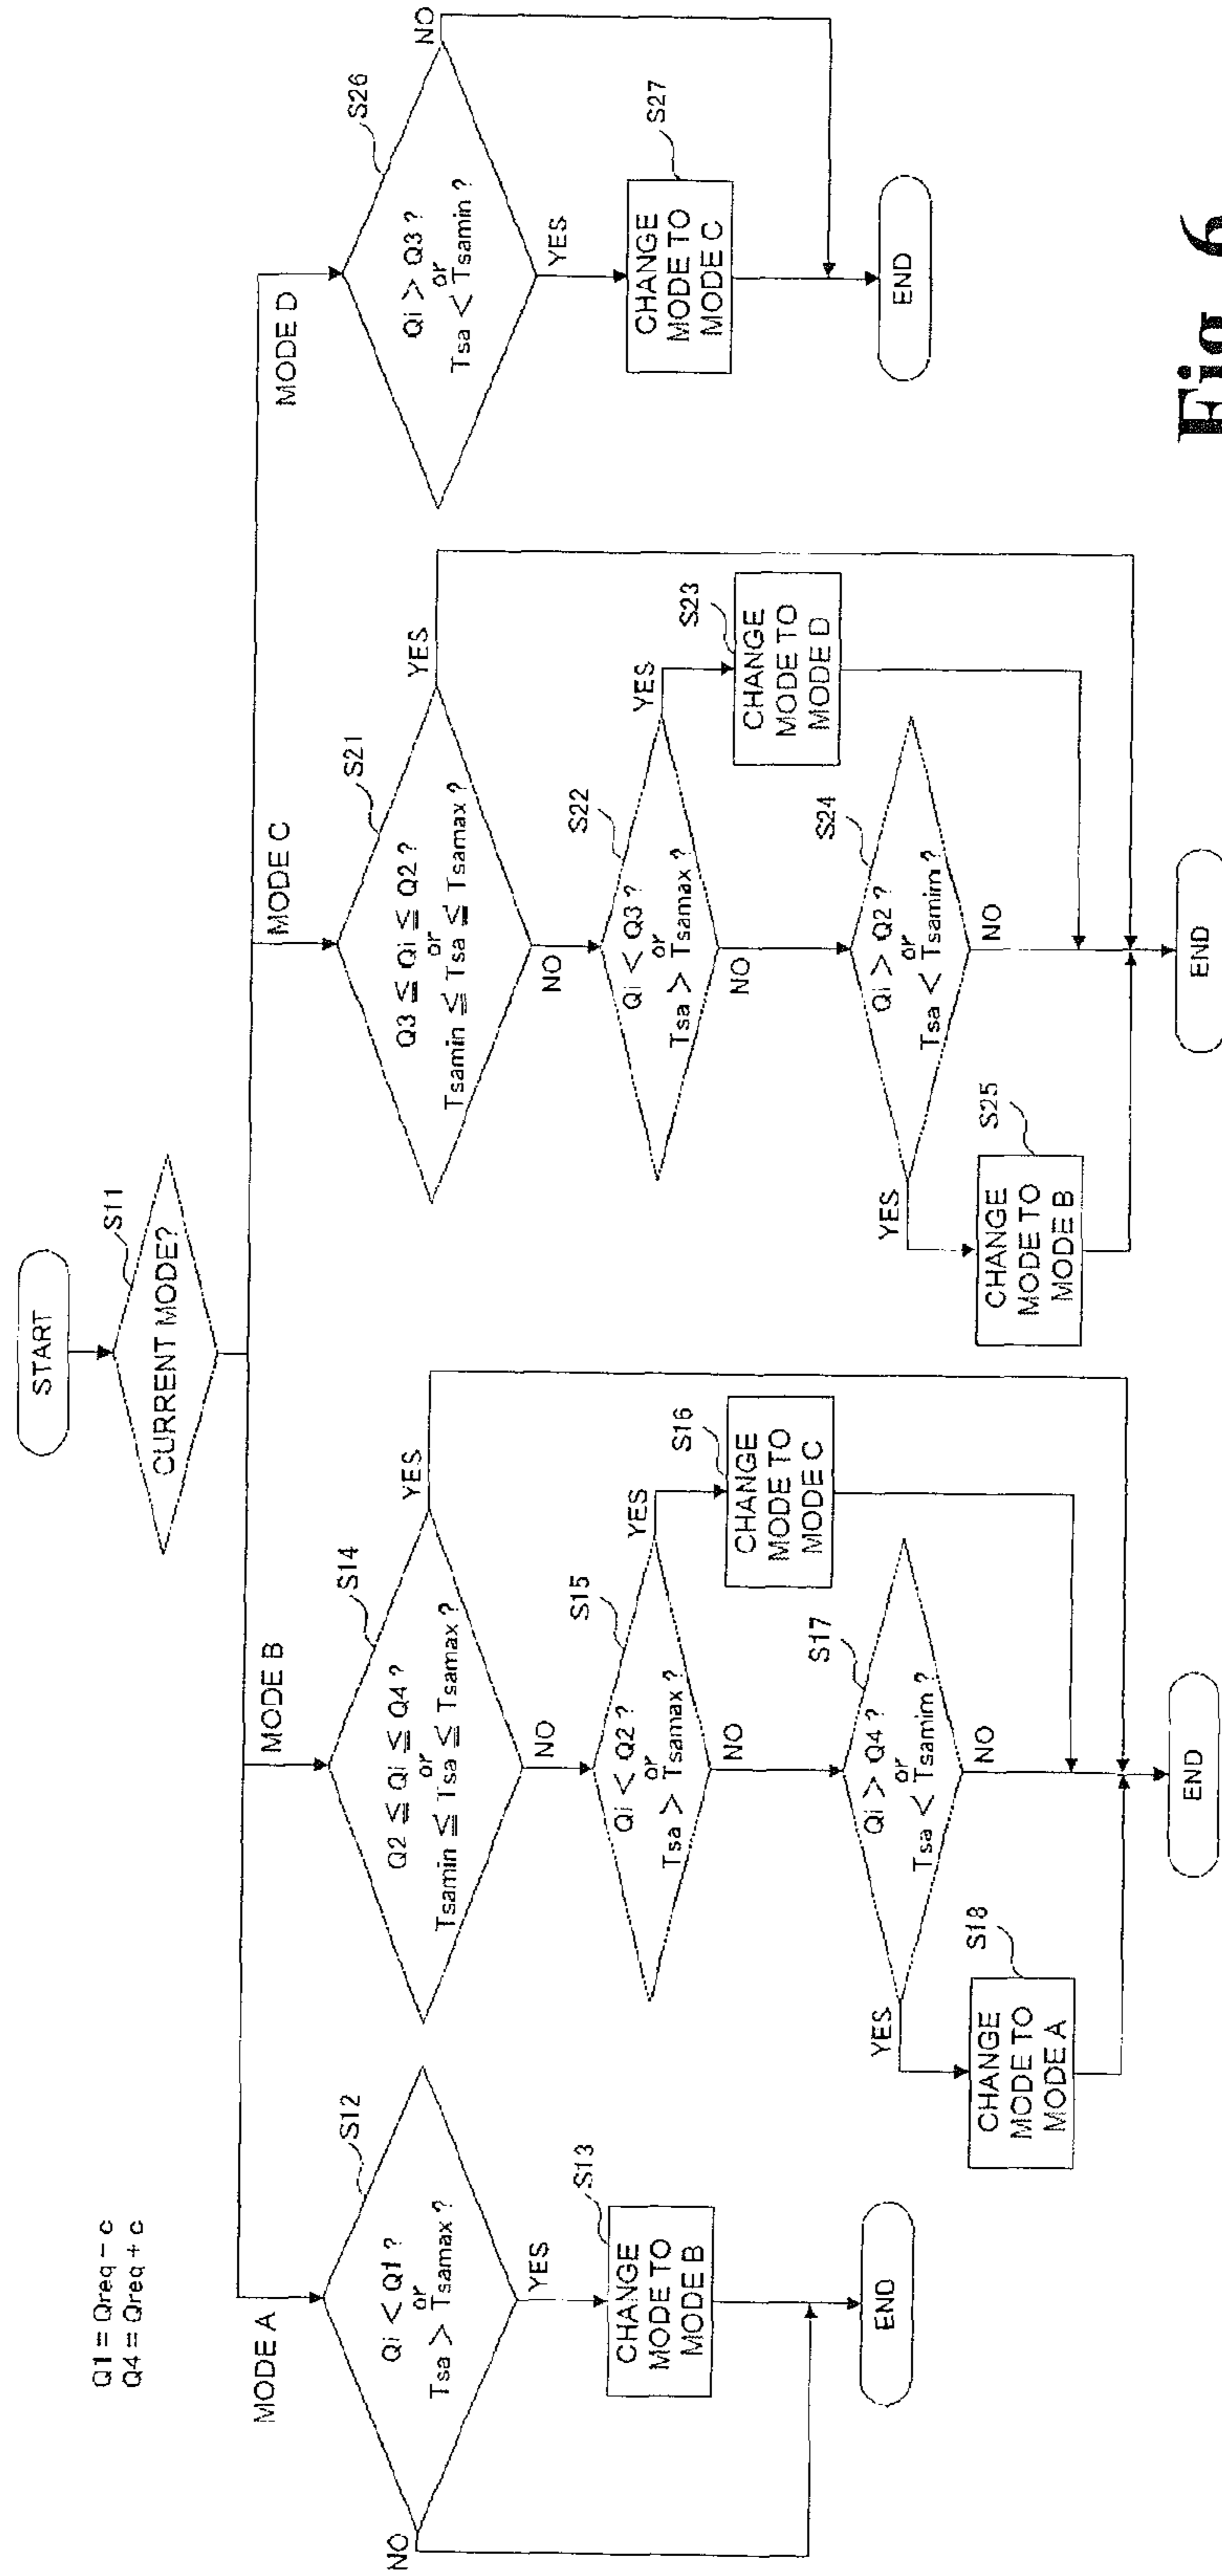 Q1 = Qreq - c
Q4 = Qreq + c
START
CURRENT MODE?
S11
MODE A
Qi < Q1 ?
or
Tsa > Tsamax ?
S12
NO
YES
CHANGE
MODE TO
MODE B
S13
END
MODE B
Q2 ≦ Qi ≦ Q4 ?
or
Tsamin ≦ Tsa ≦ Tsamax ?
S14
YES
NO
Qi < Q2 ?
or
Tsa > Tsamax ?
S15
YES
NO
CHANGE
MODE TO
MODE C
S16
Qi > Q4 ?
or
Tsa < Tsamim ?
S17
YES
NO
CHANGE
MODE TO
MODE A
S18
END
MODE C
Q3 ≦ Qi ≦ Q2 ?
or
Tsamin ≦ Tsa ≦ Tsamax ?
S21
YES
NO
Qi < Q3 ?
or
Tsa > Tsamax ?
S22
YES
NO
CHANGE
MODE TO
MODE D
S23
Qi > Q2 ?
or
Tsa < Tsamim ?
S24
YES
NO
CHANGE
MODE TO
MODE B
S25
END
MODE D
Qi > Q3 ?
or
Tsa < Tsamin ?
S26
NO
YES
CHANGE
MODE TO
MODE C
S27
END
Fig. 6